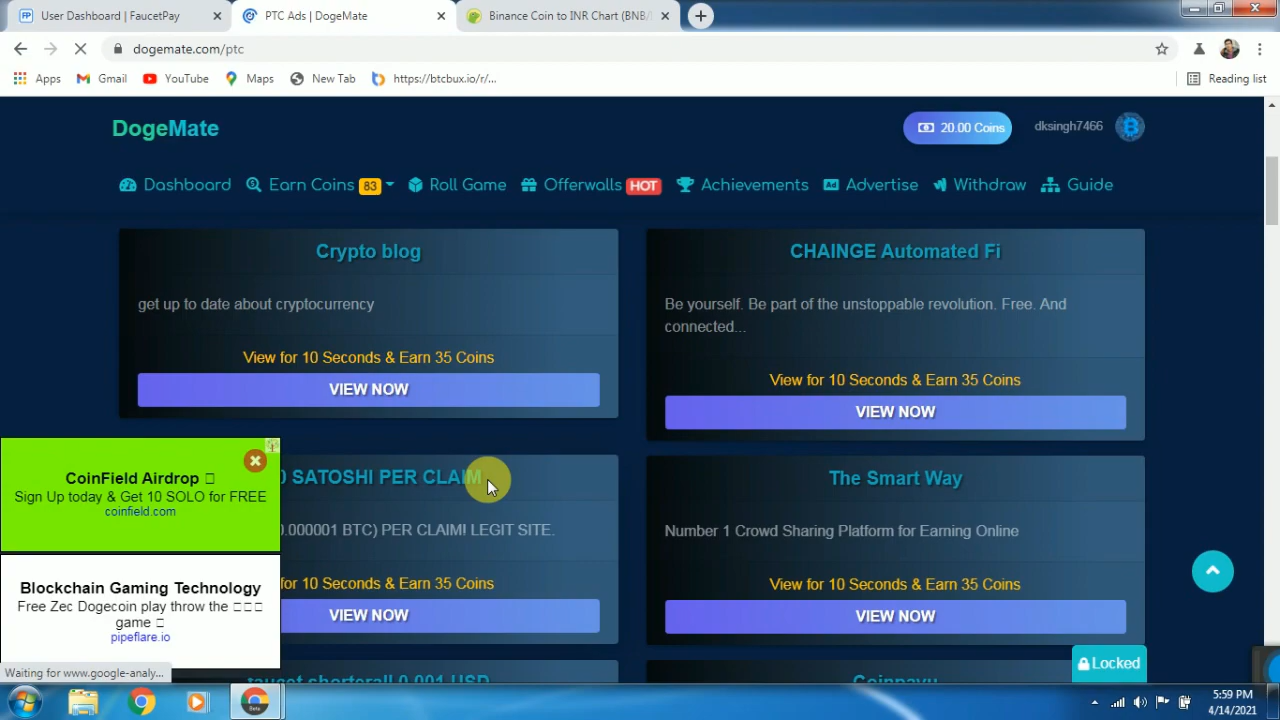 User Dashboard | FaucetPay
PTC Ads | DogeMate
Binance Coin to INR Chart (BNB/
dogemate.com/ptc
Apps
Gmail
YouTube
Maps
New Tab
https://btcbux.io/r/...
Reading list
DogeMate
20.00 Coins
dksingh7466
Dashboard
Earn Coins 83
Roll Game
Offerwalls HOT
Achievements
Advertise
Withdraw
Guide
Crypto blog
get up to date about cryptocurrency
View for 10 Seconds & Earn 35 Coins
VIEW NOW
CHAINGE Automated Fi
Be yourself. Be part of the unstoppable revolution. Free. And
connected...
View for 10 Seconds & Earn 35 Coins
VIEW NOW
0 SATOSHI PER CLAIM
0.000001 BTC) PER CLAIM! LEGIT SITE.
for 10 Seconds & Earn 35 Coins
VIEW NOW
The Smart Way
Number 1 Crowd Sharing Platform for Earning Online
View for 10 Seconds & Earn 35 Coins
VIEW NOW
CoinField Airdrop
Sign Up today & Get 10 SOLO for FREE
coinfield.com
Blockchain Gaming Technology
Free Zec Dogecoin play throw the
game
pipeflare.io
Waiting for www.google-analy...
faucet shorterall 0.001 USD
Coinpayu
Locked
5:59 PM
4/14/2021